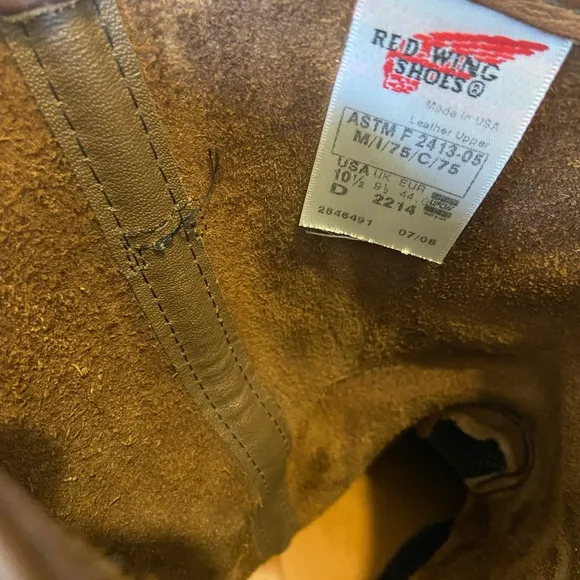 RED WING
SHOES®
Made in USA
Leather Upper
ASTM F 2413-05
M/I/75/C/75
USA UK EUR
10½ 9½ 44.0
D 2214
2846491 07/08